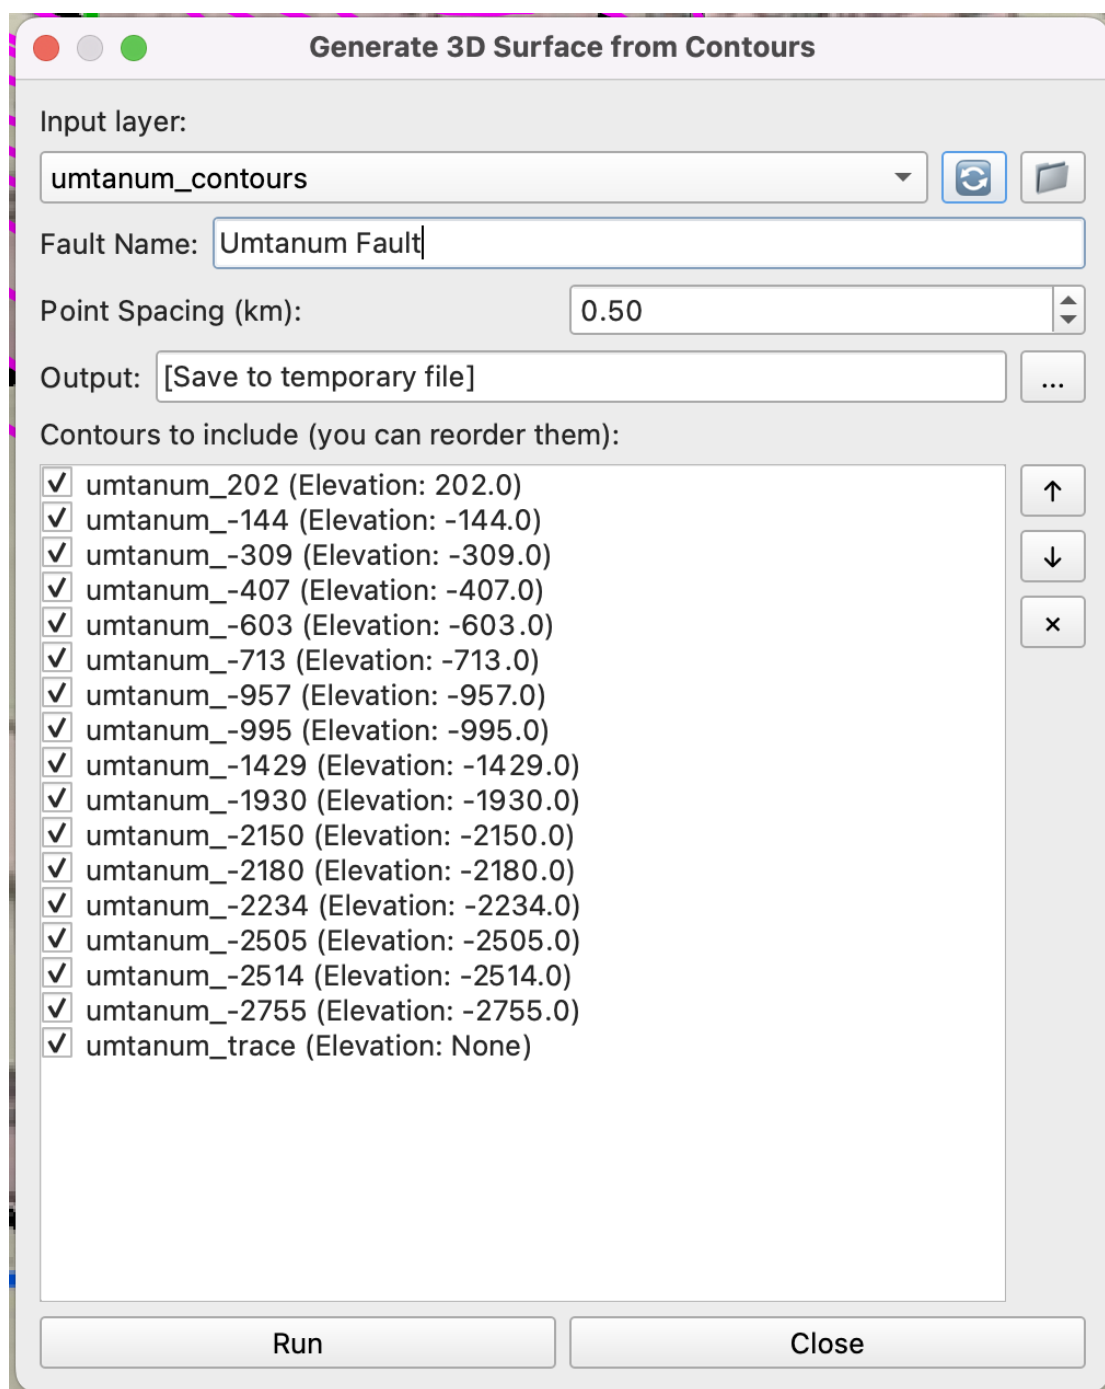 Generate 3D Surface from Contours
Input layer:
umtanum_contours
Fault Name: Umtanum Fault
Point Spacing (km): 0.50
Output: [Save to temporary file] ...
Contours to include (you can reorder them):
umtanum_202 (Elevation: 202.0)
umtanum_-144 (Elevation: -144.0)
umtanum_-309 (Elevation: -309.0)
umtanum_-407 (Elevation: -407.0)
umtanum_-603 (Elevation: -603.0)
umtanum_-713 (Elevation: -713.0)
umtanum_-957 (Elevation: -957.0)
umtanum_-995 (Elevation: -995.0)
umtanum_-1429 (Elevation: -1429.0)
umtanum_-1930 (Elevation: -1930.0)
umtanum_-2150 (Elevation: -2150.0)
umtanum_-2180 (Elevation: -2180.0)
umtanum_-2234 (Elevation: -2234.0)
umtanum_-2505 (Elevation: -2505.0)
umtanum_-2514 (Elevation: -2514.0)
umtanum_-2755 (Elevation: -2755.0)
umtanum_trace (Elevation: None)
Run Close